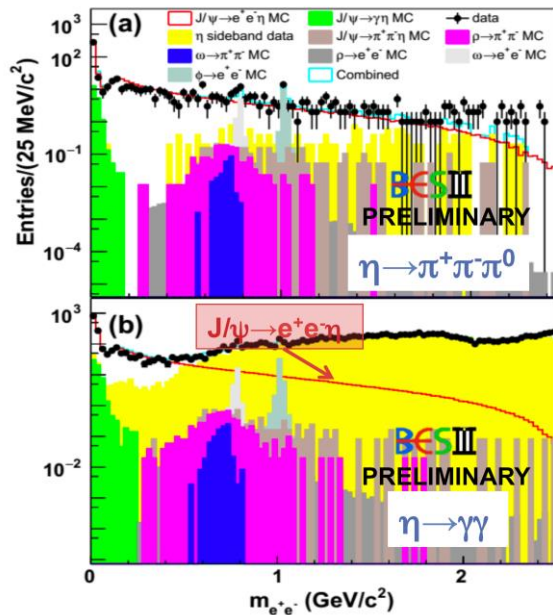 J/ψ→e⁺e⁻η MC J/ψ→γη MC data
η sideband data J/ψ→π⁺π⁻η MC ρ→π⁺π⁻ MC
ω→π⁺π⁻ MC ρ→e⁺e⁻ MC ω→e⁺e⁻ MC
ϕ→e⁺e⁻ MC Combined
Entries/(25 MeV/c²)
10³
10²
10⁻¹
10⁻⁴
(a)
BESIII
PRELIMINARY
η→π⁺π⁻π⁰
10³
10⁻²
(b)
J/ψ→e⁺e⁻η
BESIII
PRELIMINARY
η→γγ
0 1 2
m_{e⁺e⁻} (GeV/c²)